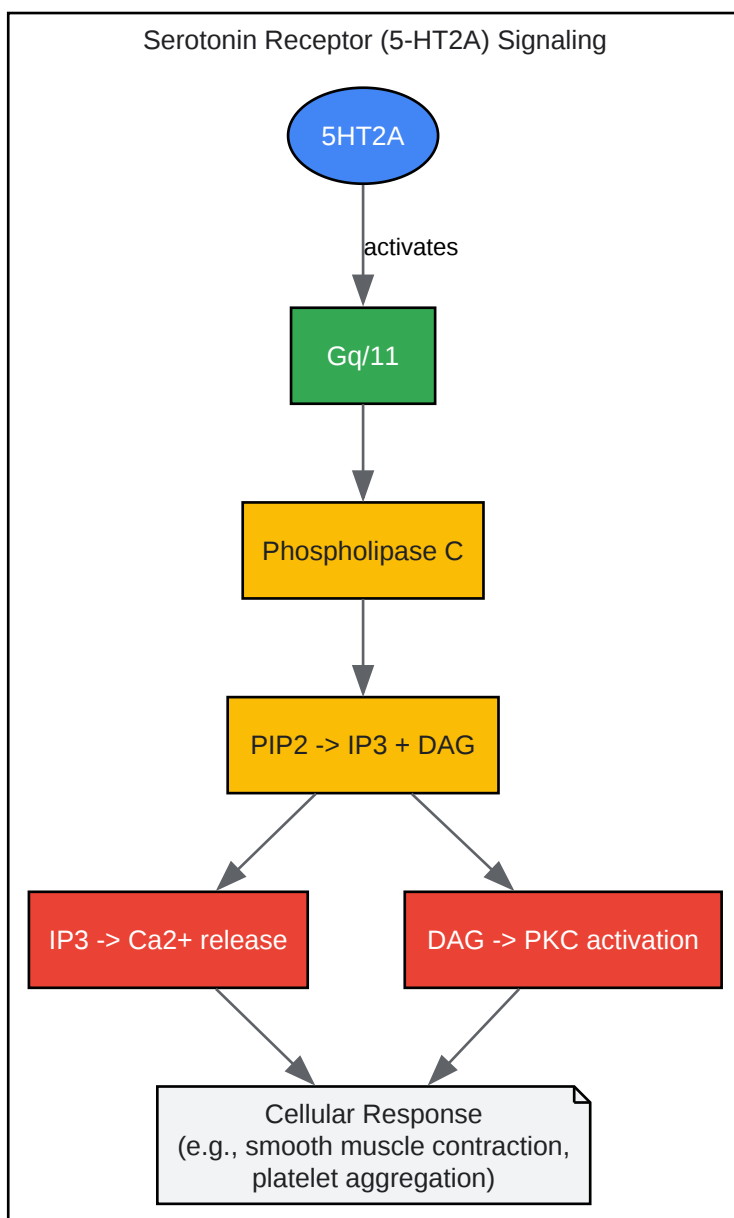 Serotonin Receptor (5-HT2A) Signaling
5HT2A
activates
Gq/11
Phospholipase C
PIP2 -> IP3 + DAG
IP3 -> Ca2+ release
DAG -> PKC activation
Cellular Response
(e.g., smooth muscle contraction,
platelet aggregation)